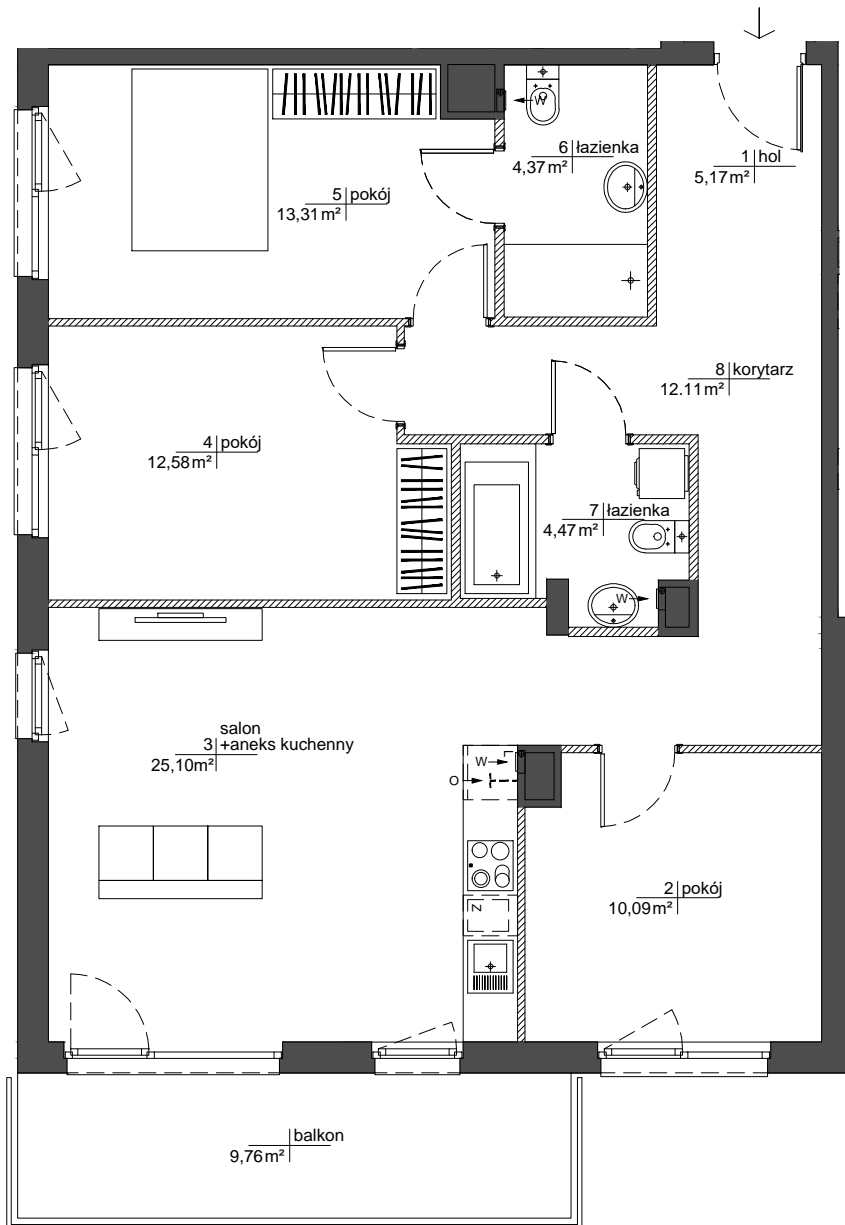 W
6 łazienka
4,37 m²
1 hol
5,17 m²
5 pokój
13,31 m²
8 korytarz
12.11 m²
4 pokój
12,58 m²
7 łazienka
4,47 m²
W
salon
3 +aneks kuchenny
25,10 m²
W
O
Z
2 pokój
10,09 m²
balkon
9,76 m²